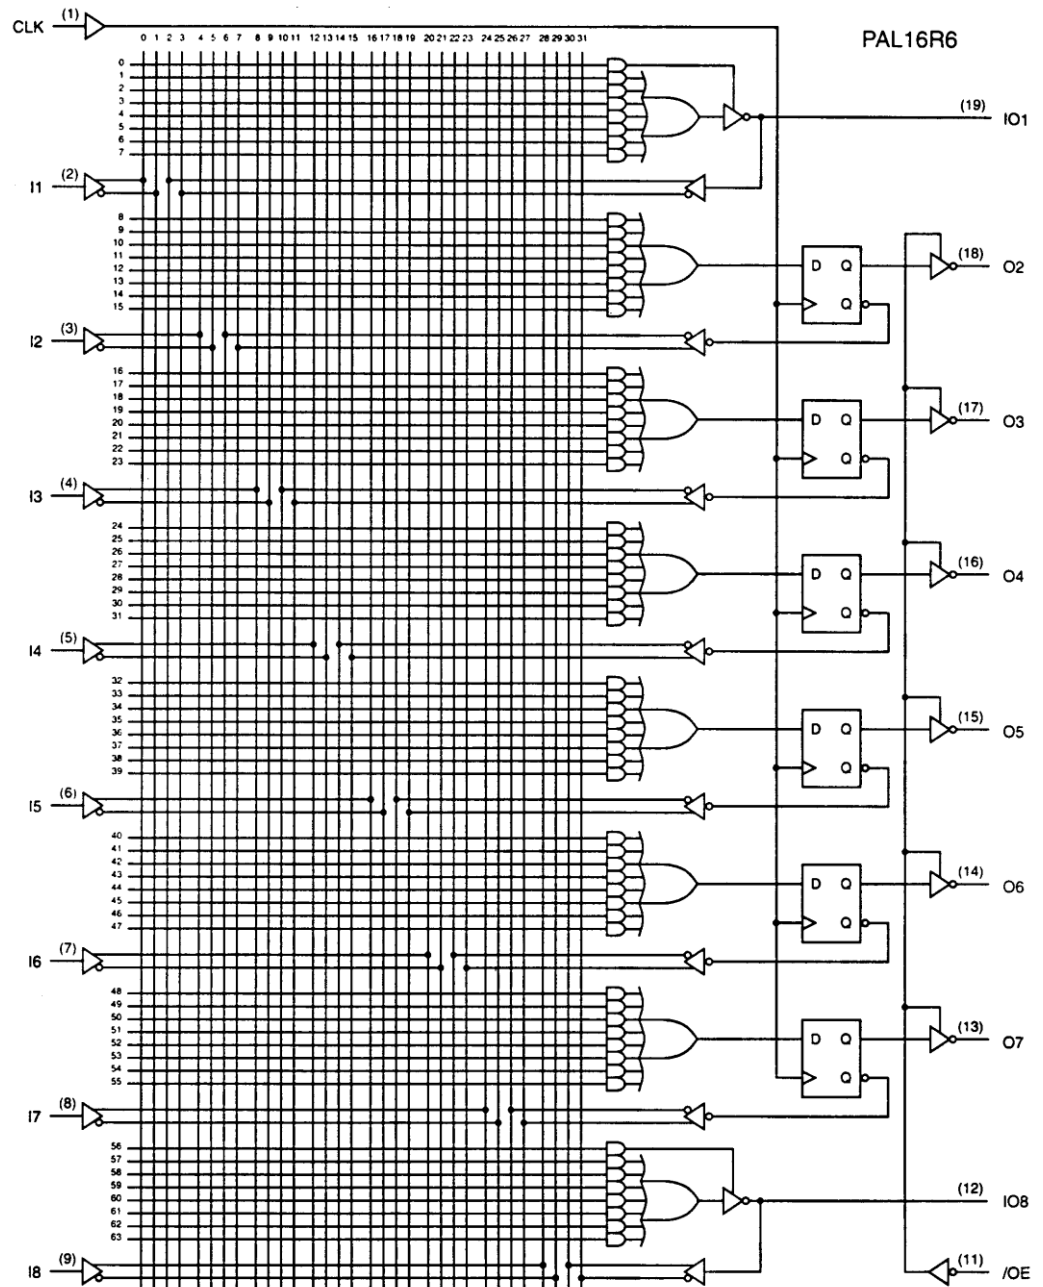 CLK (1)
PAL16R6
0 1 2 3 4 5 6 7 8 9 10 11 12 13 14 15 16 17 18 19 20 21 22 23 24 25 26 27 28 29 30 31
0
1
2
3
4
5
6
7
(19) IO1
I1 (2)
8
9
10
11
12
13
14
15
D Q
Q
(18) O2
I2 (3)
16
17
18
19
20
21
22
23
D Q
Q
(17) O3
I3 (4)
24
25
26
27
28
29
30
31
D Q
Q
(16) O4
I4 (5)
32
33
34
35
36
37
38
39
D Q
Q
(15) O5
I5 (6)
40
41
42
43
44
45
46
47
D Q
Q
(14) O6
I6 (7)
48
49
50
51
52
53
54
55
D Q
Q
(13) O7
I7 (8)
56
57
58
59
60
61
62
63
(12) IO8
I8 (9)
(11) /OE